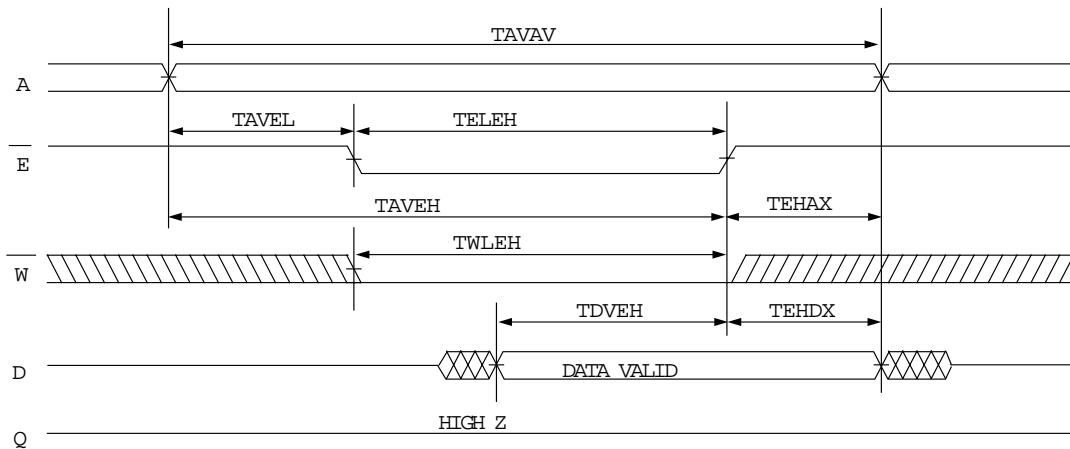 TAVAV
A
TAVEL TELEH
E
TAVEH TEHAX
TWLEH
W
TDVEH TEHDX
D DATA VALID
HIGH Z
Q